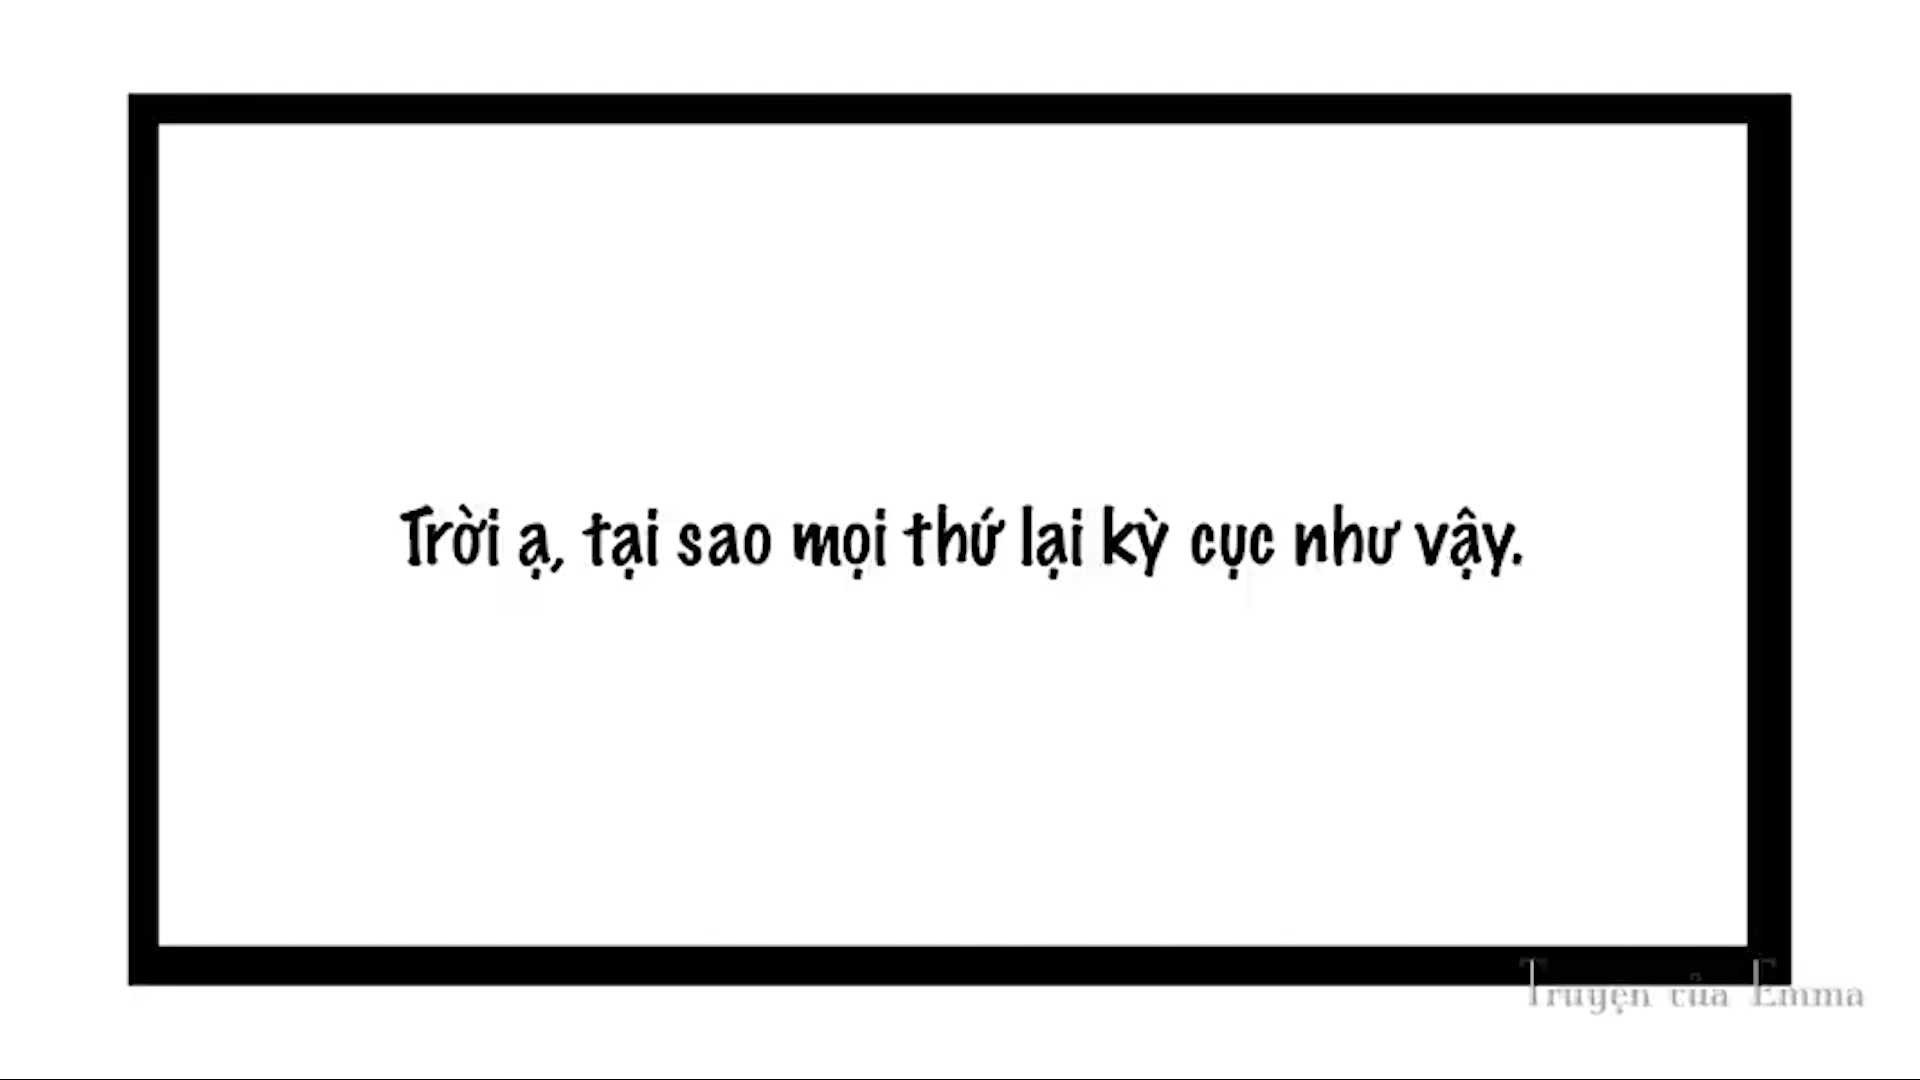 Trời ạ, tại sao mọi thứ lại kỳ cục như vậy.
Truyện của Emma